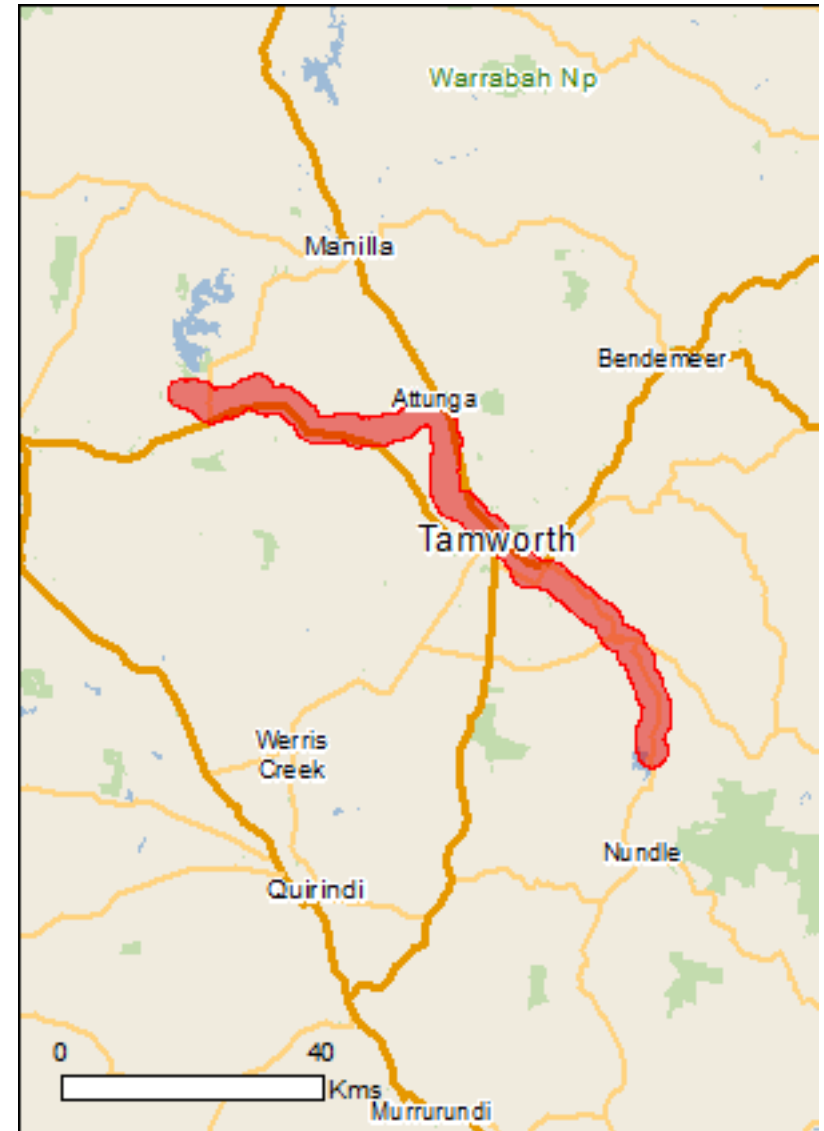 Warrabah Np
Manilla
Bendemeer
Attunga
Tamworth
Werris
Creek
Nundle
Quirindi
0 40
Kms
Murrurundi